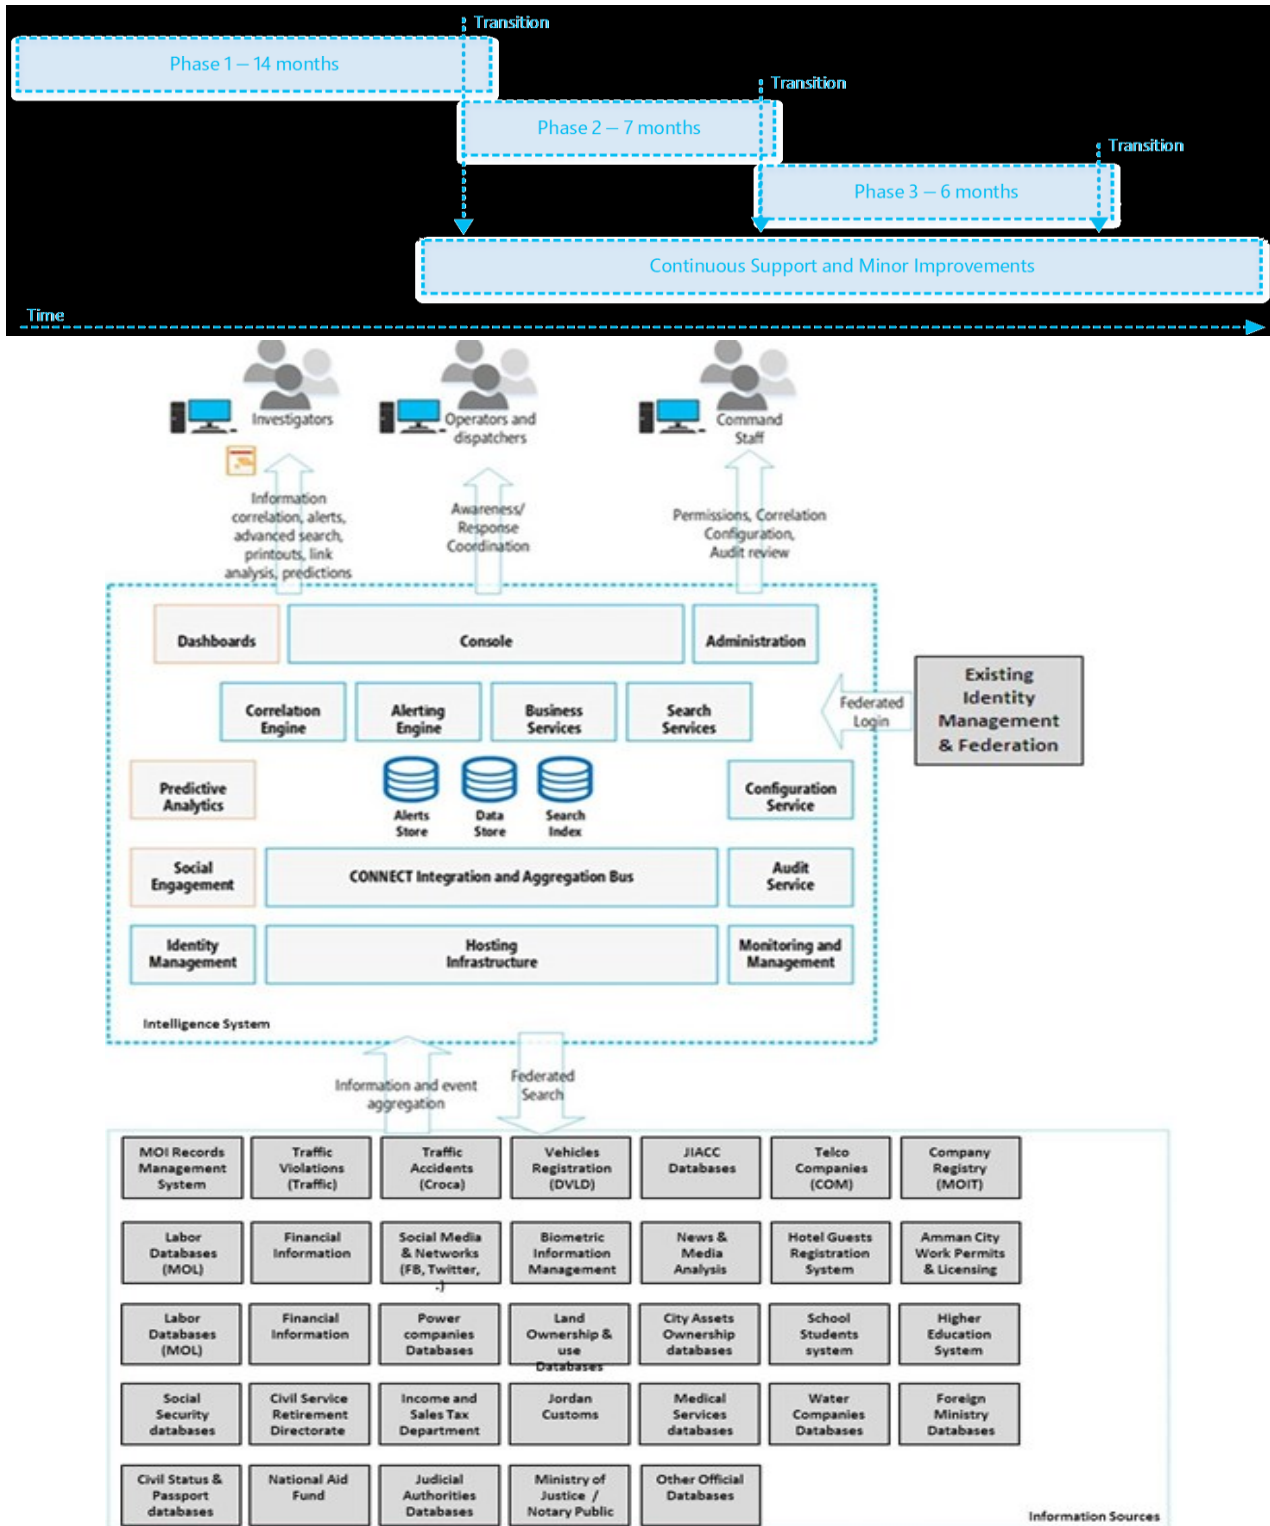 Transition
Phase 1 – 14 months
Transition
Phase 2 – 7 months
Transition
Phase 3 – 6 months
Continuous Support and Minor Improvements
Time
Investigators
Operators and
dispatchers
Command
Staff
Information
correlation, alerts,
advanced search,
printouts, link
analysis, predictions
Awareness/
Response
Coordination
Permissions, Correlation
Configuration,
Audit review
Dashboards
Console
Administration
Existing
Identity
Management
& Federation
Federated
Login
Correlation
Engine
Alerting
Engine
Business
Services
Search
Services
Predictive
Analytics
Alerts
Store
Data
Store
Search
Index
Configuration
Service
Social
Engagement
CONNECT Integration and Aggregation Bus
Audit
Service
Identity
Management
Hosting
Infrastructure
Monitoring and
Management
Intelligence System
Information and event
aggregation
Federated
Search
MOI Records
Management
System
Traffic
Violations
(Traffic)
Traffic
Accidents
(Croca)
Vehicles
Registration
(DVLD)
JIACC
Databases
Telco
Companies
(COM)
Company
Registry
(MOIT)
Labor
Databases
(MOL)
Financial
Information
Social Media
& Networks
(FB, Twitter,
.)
Biometric
Information
Management
News &
Media
Analysis
Hotel Guests
Registration
System
Amman City
Work Permits
& Licensing
Labor
Databases
(MOL)
Financial
Information
Power
companies
Databases
Land
Ownership &
use
Databases
City Assets
Ownership
databases
School
Students
system
Higher
Education
System
Social
Security
databases
Civil Service
Retirement
Directorate
Income and
Sales Tax
Department
Jordan
Customs
Medical
Services
databases
Water
Companies
Databases
Foreign
Ministry
Databases
Civil Status &
Passport
databases
National Aid
Fund
Judicial
Authorities
Databases
Ministry of
Justice /
Notary Public
Other Official
Databases
Information Sources